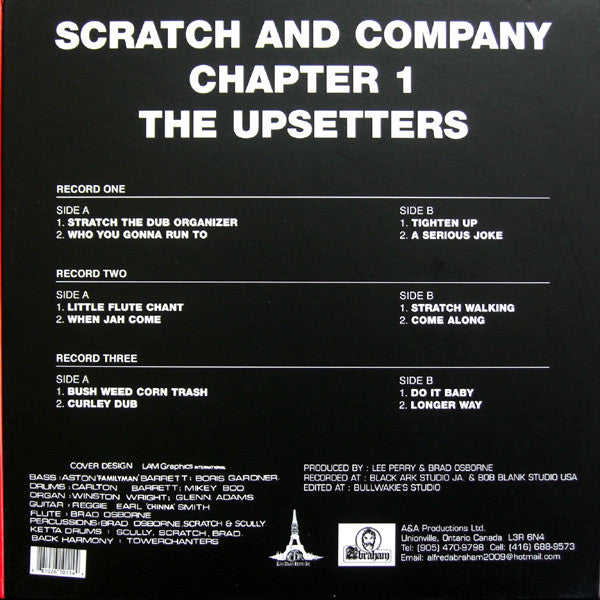 SCRATCH AND COMPANY
CHAPTER 1
THE UPSETTERS
RECORD ONE
SIDE A
1. STRATCH THE DUB ORGANIZER
2. WHO YOU GONNA RUN TO
SIDE B
1. TIGHTEN UP
2. A SERIOUS JOKE
RECORD TWO
SIDE A
1. LITTLE FLUTE CHANT
2. WHEN JAH COME
SIDE B
1. STRATCH WALKING
2. COME ALONG
RECORD THREE
SIDE A
1. BUSH WEED CORN TRASH
2. CURLEY DUB
SIDE B
1. DO IT BABY
2. LONGER WAY
COVER DESIGN LAM Graphics INTERNATIONAL
BASS : ASTON 'FAMILYMAN' BARRETT; BORIS GARDNER.
DRUMS : CARLTON BARRETT; MIKEY BOO
ORGAN : WINSTON WRIGHT; GLENN ADAMS
GUITAR : REGGIE EARL 'CHINNA' SMITH
FLUTE : BRAD OSBORNE
PERCUSSIONS: BRAD OSBORNE, SCRATCH & SCULLY.
KETTA DRUMS : SCULLY, SCRATCH, BRAD.
BACK HARMONY : TOWERCHANTERS
PRODUCED BY : LEE PERRY & BRAD OSBORNE
RECORDED AT : BLACK ARK STUDIO JA. & BOB BLANK STUDIO USA
EDITED AT : BULLWAKIE'S STUDIO
Abraham
A&A Productions Ltd.
Unionville, Ontario Canada L3R 6N4
Tel: (905) 470-9798 Cell: (416) 688-9573
Email: alfredabraham2009@hotmail.com